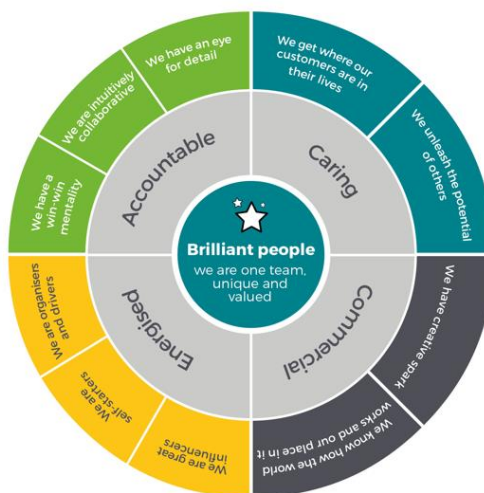 Brilliant people
we are one team,
unique and
valued
Accountable
We have a
win-win
mentality
We are intuitively
collaborative
We have an eye
for detail
Caring
We get where our
customers are in
their lives
We unleash the potential
of others
Commercial
We have creative spark
We know how the world
works and our place in it
Energised
We are great
influencers
We are
self-starters
We are organisers
and drivers